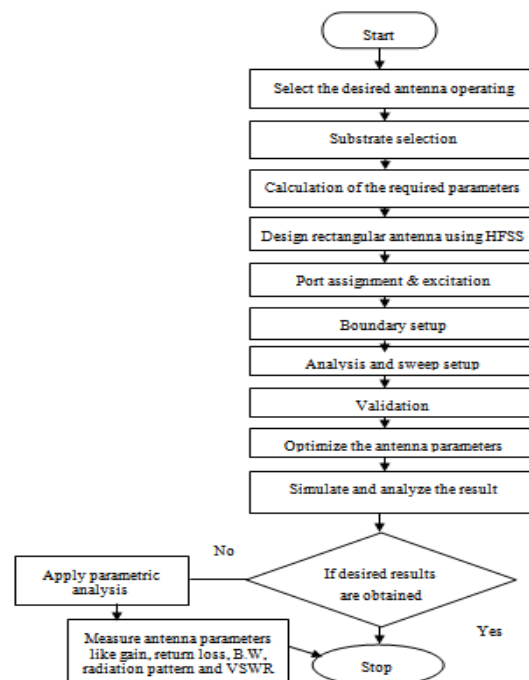 Start
Select the desired antenna operating
Substrate selection
Calculation of the required parameters
Design rectangular antenna using HFSS
Port assignment & excitation
Boundary setup
Analysis and sweep setup
Validation
Optimize the antenna parameters
Simulate and analyze the result
No
If desired results
are obtained
Apply parametric
analysis
Yes
Measure antenna parameters
like gain, return loss, B.W,
radiation pattern and VSWR
Stop